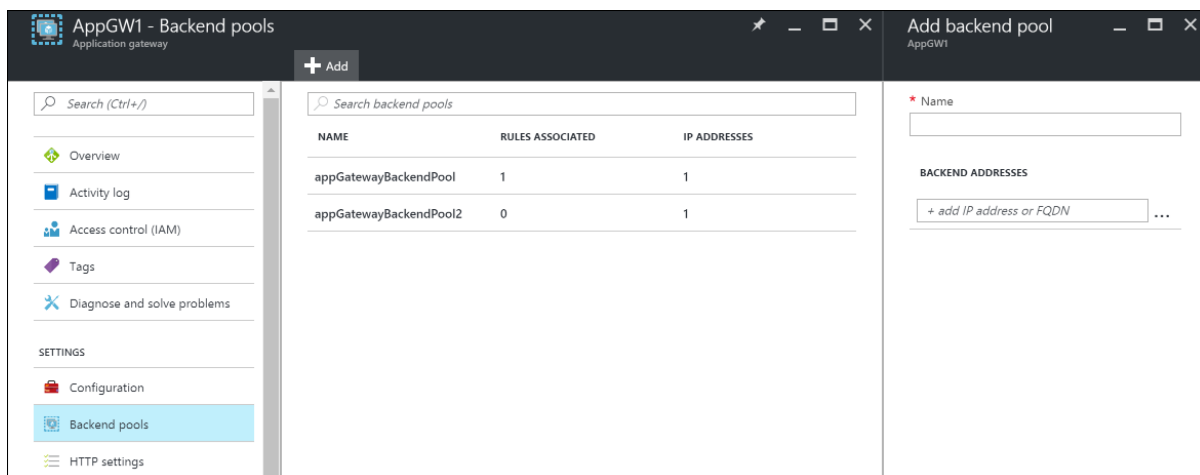 AppGW1 - Backend pools
Application gateway
Add
Search (Ctrl+/)
Overview
Activity log
Access control (IAM)
Tags
Diagnose and solve problems
SETTINGS
Configuration
Backend pools
HTTP settings
Search backend pools
NAME RULES ASSOCIATED IP ADDRESSES
appGatewayBackendPool 1 1
appGatewayBackendPool2 0 1
Add backend pool
AppGW1
* Name
BACKEND ADDRESSES
+ add IP address or FQDN ...